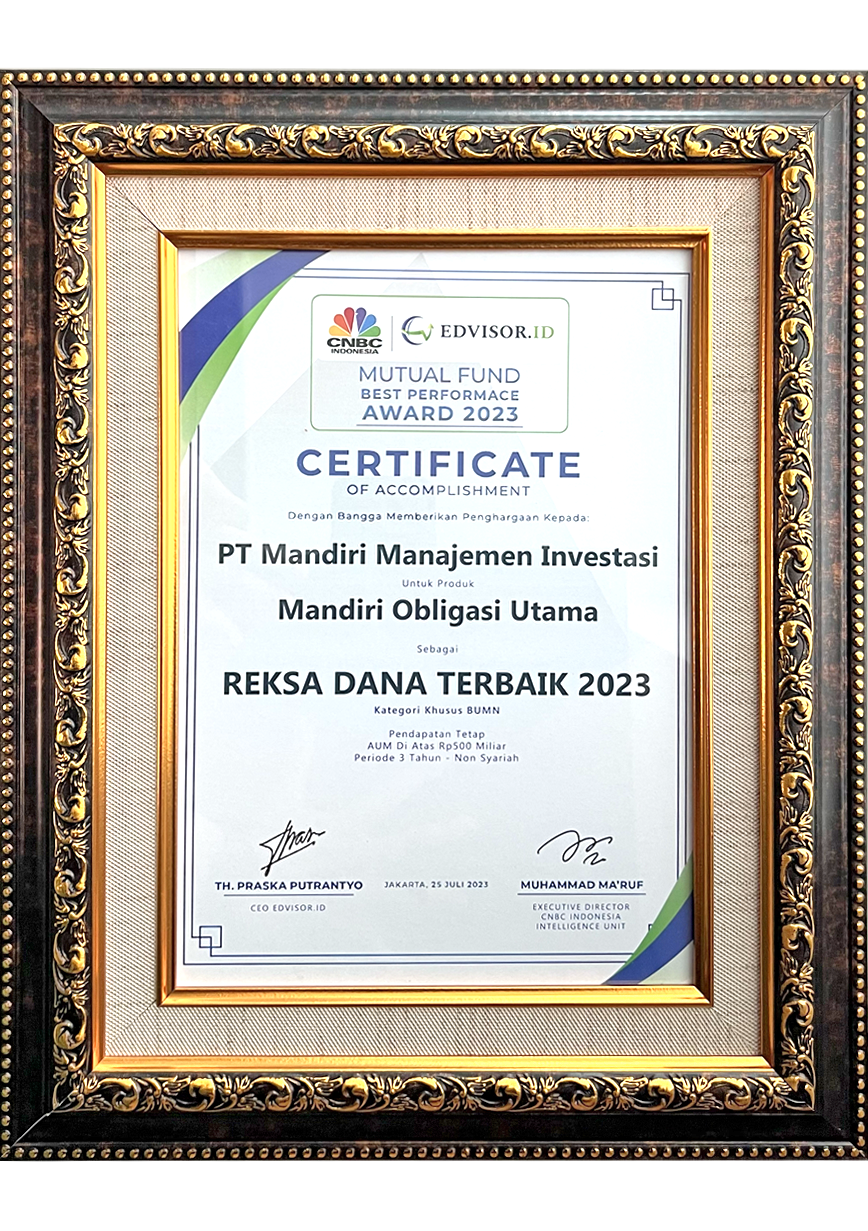 CNBC
INDONESIA
EDVISOR.ID
MUTUAL FUND
BEST PERFORMACE
AWARD 2023
CERTIFICATE
OF ACCOMPLISHMENT
Dengan Bangga Memberikan Penghargaan Kepada:
PT Mandiri Manajemen Investasi
Untuk Produk
Mandiri Obligasi Utama
Sebagai
REKSA DANA TERBAIK 2023
Kategori Khusus BUMN
Pendapatan Tetap
AUM Di Atas Rp500 Miliar
Periode 3 Tahun - Non Syariah
TH. PRASKA PUTRANTYO
CEO EDVISOR.ID
JAKARTA, 25 JULI 2023
MUHAMMAD MA'RUF
EXECUTIVE DIRECTOR
CNBC INDONESIA
INTELLIGENCE UNIT